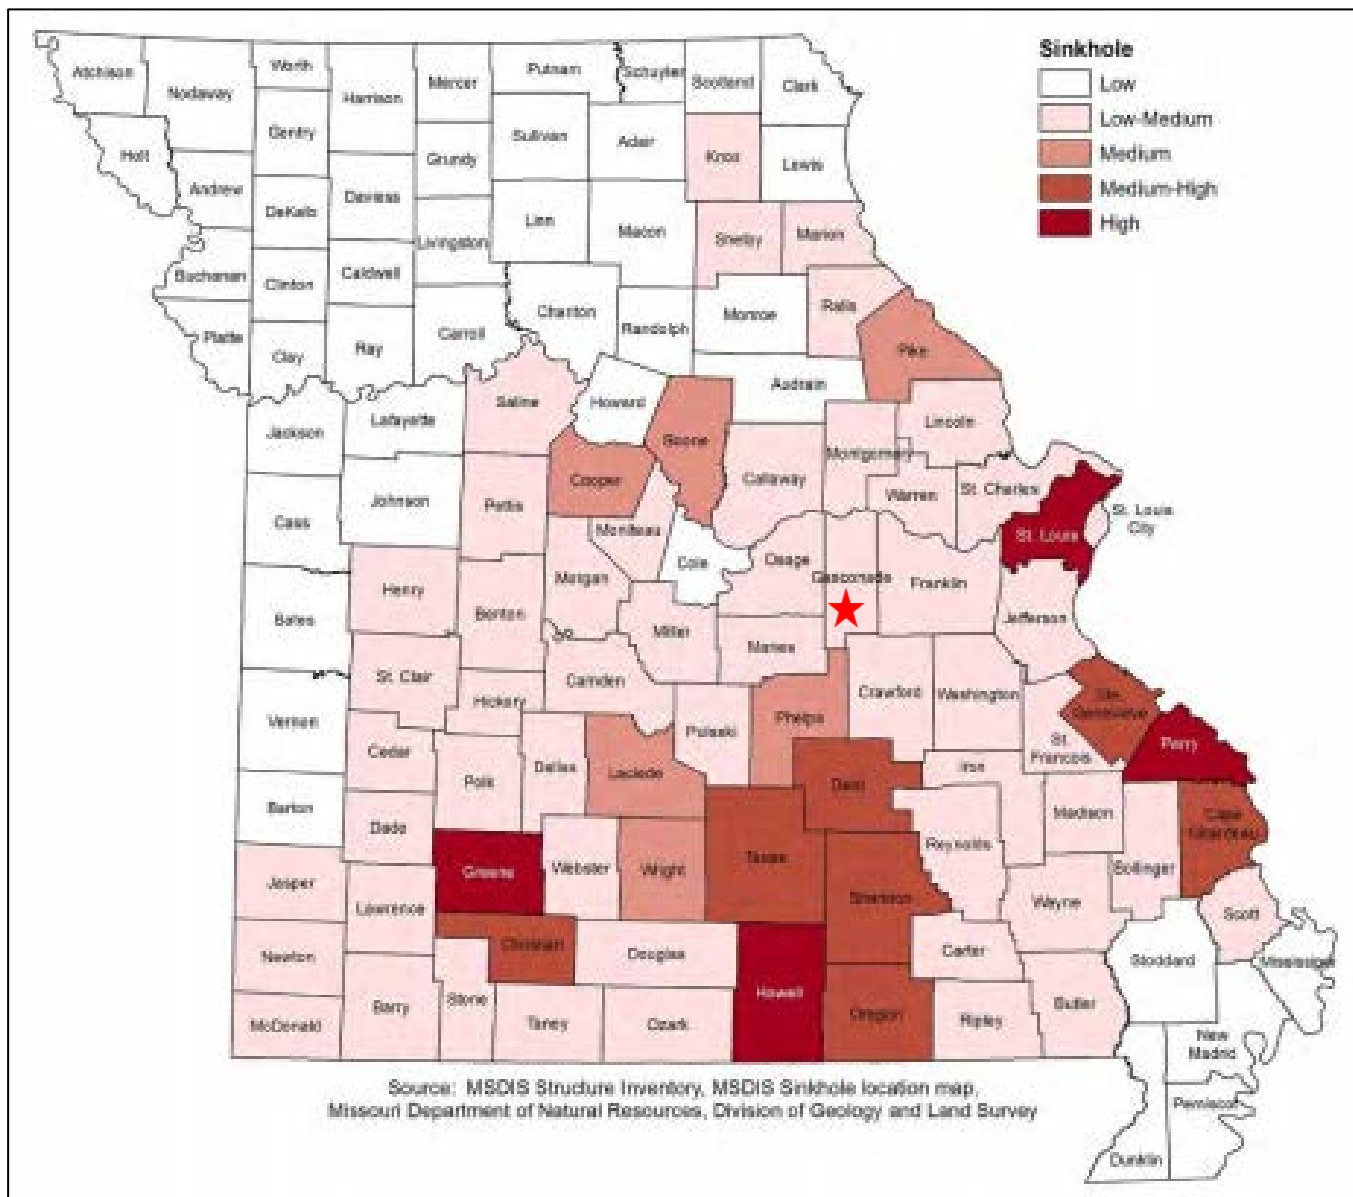 Sinkhole
Low
Low-Medium
Medium
Medium-High
High
Atchison
Nodaway
Worth
Harrison
Mercer
Putnam
Schuyler
Scotland
Clark
Holt
Andrew
Gentry
DeKalb
Daviess
Grundy
Sullivan
Adair
Knox
Lewis
Buchanan
Clinton
Caldwell
Livingston
Linn
Macon
Shelby
Marion
Platte
Clay
Ray
Carroll
Chariton
Randolph
Monroe
Ralls
Pike
Jackson
Lafayette
Saline
Howard
Boone
Audrain
Montgomery
Lincoln
Cass
Johnson
Pettis
Cooper
Moniteau
Callaway
Warren
St. Charles
St. Louis
St. Louis
City
Bates
Henry
Benton
Morgan
Cole
Osage
Gasconade
Franklin
Jefferson
Vernon
St. Clair
Hickory
Camden
Miller
Maries
Phelps
Crawford
Washington
St.
Francois
Ste
Genevieve
Perry
Barton
Cedar
Polk
Dallas
Laclede
Pulaski
Dent
Iron
Madison
Cape
Girardeau
Jasper
Dade
Greene
Webster
Wright
Texas
Shannon
Reynolds
Wayne
Bollinger
Scott
Newton
Lawrence
Christian
Douglas
Howell
Oregon
Carter
Butler
Stoddard
Mississippi
McDonald
Barry
Stone
Taney
Ozark
Ripley
New
Madrid
Pemiscot
Dunklin
Source: MSDIS Structure Inventory, MSDIS Sinkhole location map,
Missouri Department of Natural Resources, Division of Geology and Land Survey